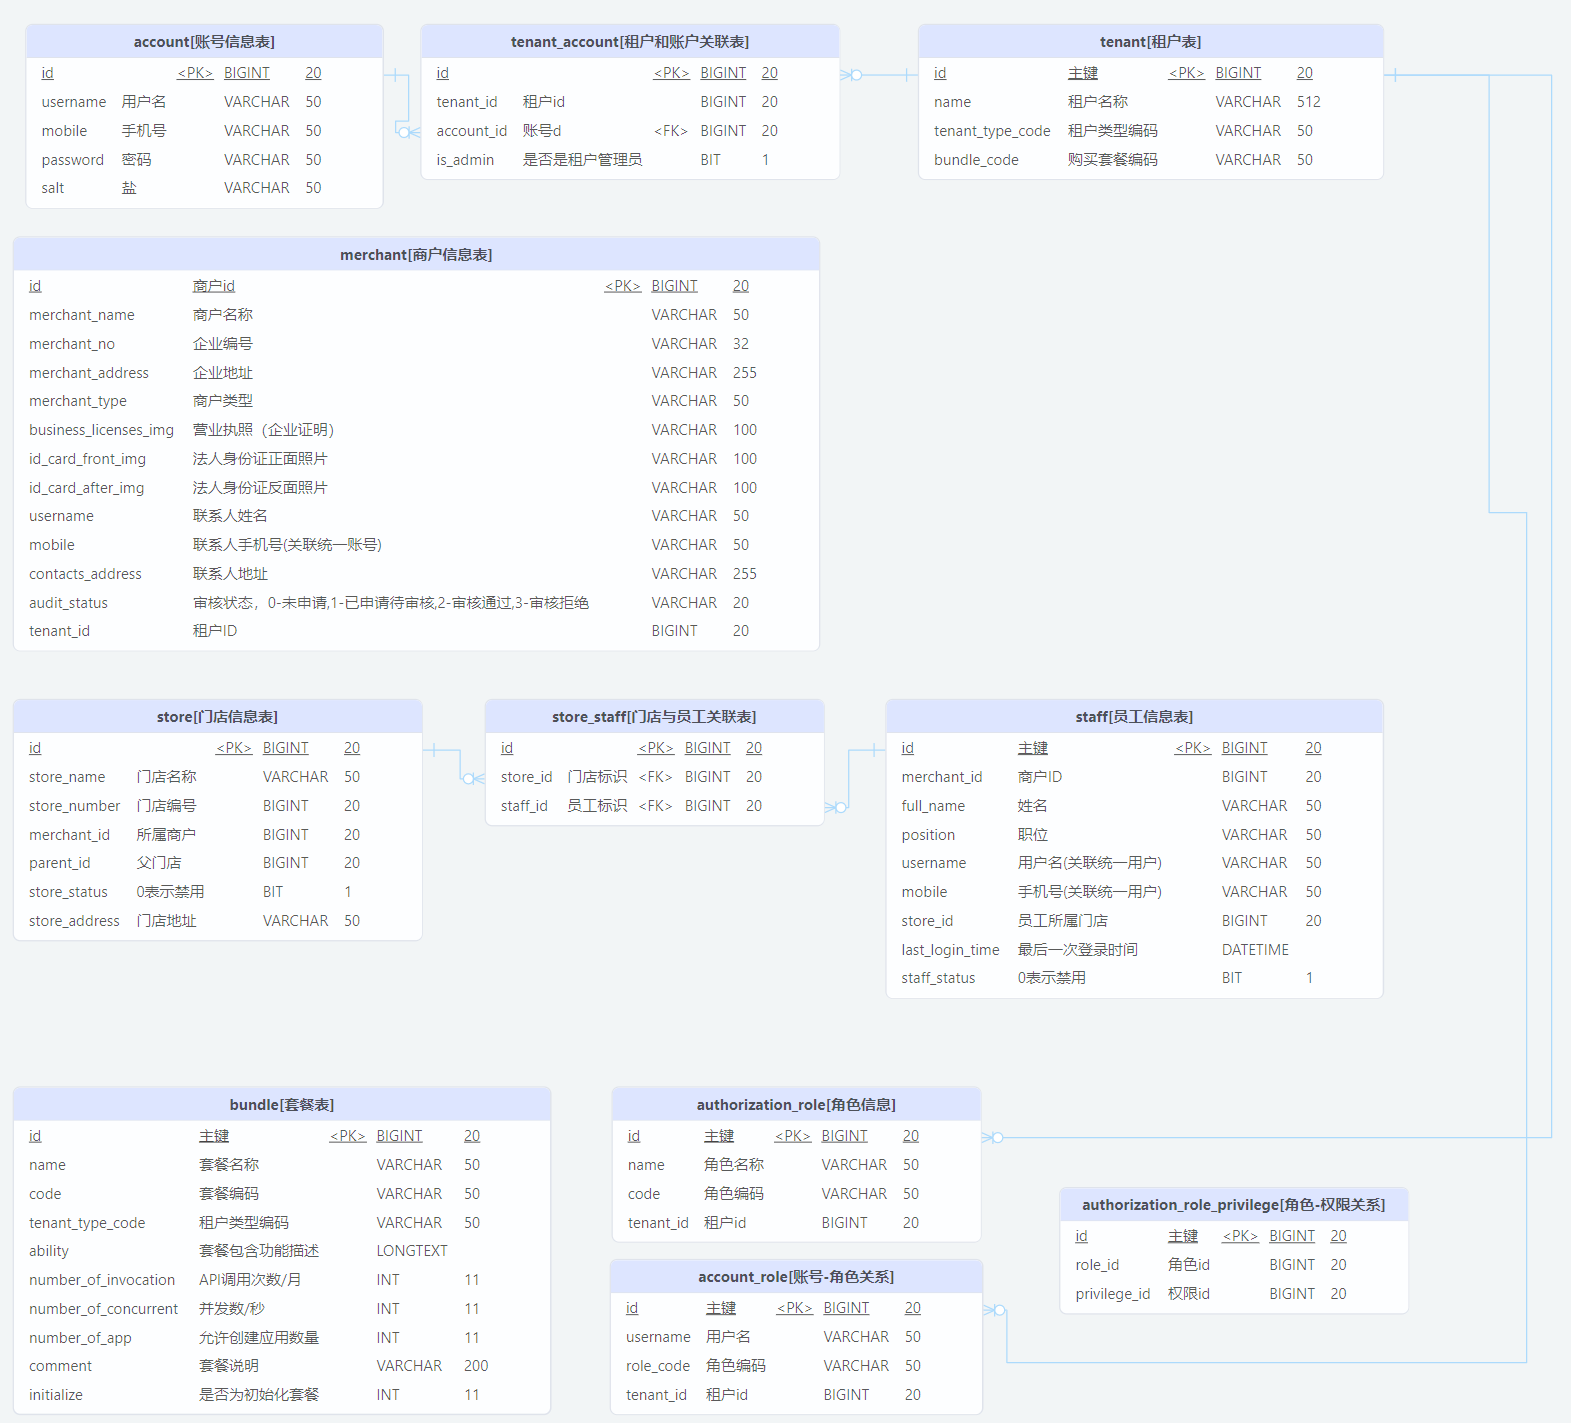 account[账号信息表]
id <PK> BIGINT 20
username 用户名 VARCHAR 50
mobile 手机号 VARCHAR 50
password 密码 VARCHAR 50
salt 盐 VARCHAR 50
tenant_account[租户和账户关联表]
id <PK> BIGINT 20
tenant_id 租户id BIGINT 20
account_id 账号d <FK> BIGINT 20
is_admin 是否是租户管理员 BIT 1
tenant[租户表]
id 主键 <PK> BIGINT 20
name 租户名称 VARCHAR 512
tenant_type_code 租户类型编码 VARCHAR 50
bundle_code 购买套餐编码 VARCHAR 50
merchant[商户信息表]
id 商户id <PK> BIGINT 20
merchant_name 商户名称 VARCHAR 50
merchant_no 企业编号 VARCHAR 32
merchant_address 企业地址 VARCHAR 255
merchant_type 商户类型 VARCHAR 50
business_licenses_img 营业执照（企业证明） VARCHAR 100
id_card_front_img 法人身份证正面照片 VARCHAR 100
id_card_after_img 法人身份证反面照片 VARCHAR 100
username 联系人姓名 VARCHAR 50
mobile 联系人手机号(关联统一账号) VARCHAR 50
contacts_address 联系人地址 VARCHAR 255
audit_status 审核状态，0-未申请,1-已申请待审核,2-审核通过,3-审核拒绝 VARCHAR 20
tenant_id 租户ID BIGINT 20
store[门店信息表]
id <PK> BIGINT 20
store_name 门店名称 VARCHAR 50
store_number 门店编号 BIGINT 20
merchant_id 所属商户 BIGINT 20
parent_id 父门店 BIGINT 20
store_status 0表示禁用 BIT 1
store_address 门店地址 VARCHAR 50
store_staff[门店与员工关联表]
id <PK> BIGINT 20
store_id 门店标识 <FK> BIGINT 20
staff_id 员工标识 <FK> BIGINT 20
staff[员工信息表]
id 主键 <PK> BIGINT 20
merchant_id 商户ID BIGINT 20
full_name 姓名 VARCHAR 50
position 职位 VARCHAR 50
username 用户名(关联统一用户) VARCHAR 50
mobile 手机号(关联统一用户) VARCHAR 50
store_id 员工所属门店 BIGINT 20
last_login_time 最后一次登录时间 DATETIME
staff_status 0表示禁用 BIT 1
bundle[套餐表]
id 主键 <PK> BIGINT 20
name 套餐名称 VARCHAR 50
code 套餐编码 VARCHAR 50
tenant_type_code 租户类型编码 VARCHAR 50
ability 套餐包含功能描述 LONGTEXT
number_of_invocation API调用次数/月 INT 11
number_of_concurrent 并发数/秒 INT 11
number_of_app 允许创建应用数量 INT 11
comment 套餐说明 VARCHAR 200
initialize 是否为初始化套餐 INT 11
authorization_role[角色信息]
id 主键 <PK> BIGINT 20
name 角色名称 VARCHAR 50
code 角色编码 VARCHAR 50
tenant_id 租户id BIGINT 20
authorization_role_privilege[角色-权限关系]
id 主键 <PK> BIGINT 20
role_id 角色id BIGINT 20
privilege_id 权限id BIGINT 20
account_role[账号-角色关系]
id 主键 <PK> BIGINT 20
username 用户名 VARCHAR 50
role_code 角色编码 VARCHAR 50
tenant_id 租户id BIGINT 20